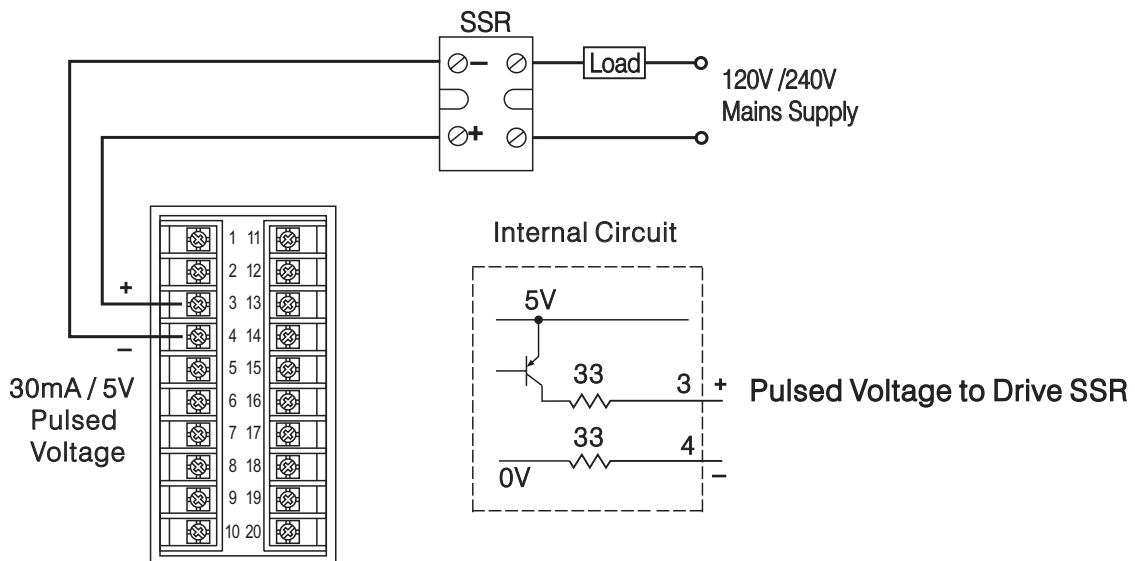 SSR
−
+
Load
120V /240V
Mains Supply
+
−
30mA / 5V
Pulsed
Voltage
1 11
2 12
3 13
4 14
5 15
6 16
7 17
8 18
9 19
10 20
Internal Circuit
5V
33
3
+
Pulsed Voltage to Drive SSR
33
4
−
0V